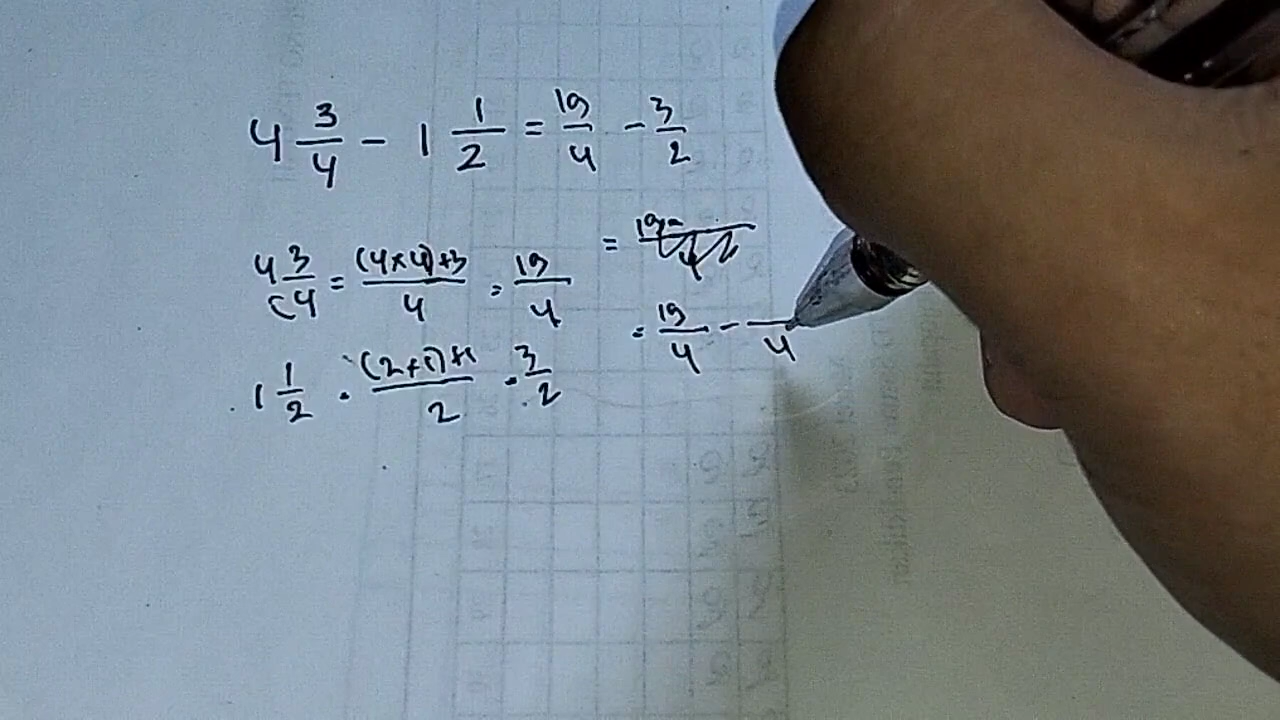 4 3/4 - 1 1/2 = 19/4 - 3/2
4 3/4 = (4×4)+3/4 = 19/4
= 19/4 - /4
1 1/2 = (2×1)+1/2 = 3/2